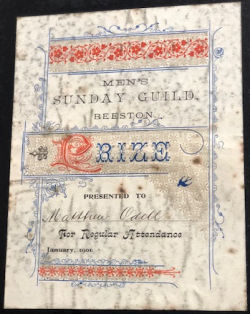 MEN'S
SUNDAY GUILD,
BEESTON.
PRIZE
PRESENTED TO
Matthew Odell
For Regular Attendance
January, 1901